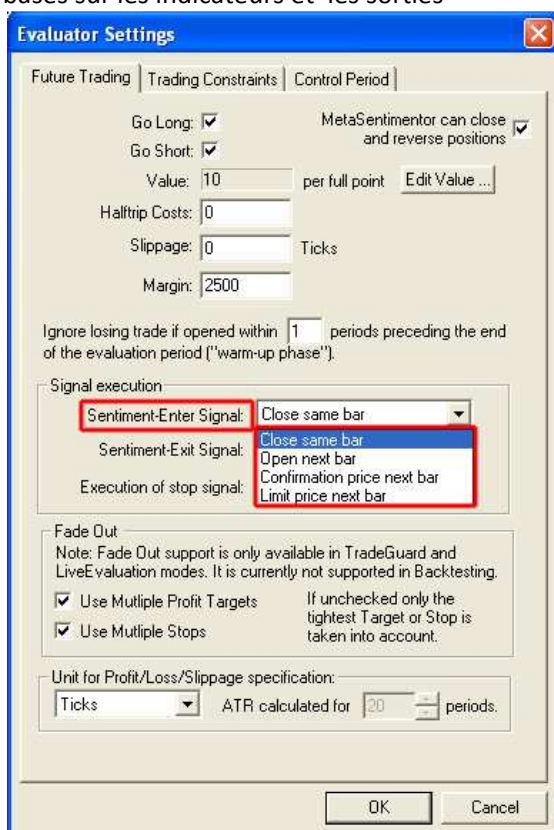 basés sur les indicateurs et les sorties
Evaluator Settings
Future Trading
Trading Constraints
Control Period
Go Long:
MetaSentimentor can close
and reverse positions
Go Short:
Value: 10 per full point Edit Value ...
Halftrip Costs: 0
Slippage: 0 Ticks
Margin: 2500
Ignore losing trade if opened within 1 periods preceding the end
of the evaluation period ("warm-up phase").
Signal execution
Sentiment-Enter Signal: Close same bar
Close same bar
Sentiment-Exit Signal:
Open next bar
Confirmation price next bar
Execution of stop signal:
Limit price next bar
Fade Out
Note: Fade Out support is only available in TradeGuard and
LiveEvaluation modes. It is currently not supported in Backtesting.
Use Mutliple Profit Targets
If unchecked only the
tightest Target or Stop is
taken into account.
Use Mutliple Stops
Unit for Profit/Loss/Slippage specification:
Ticks ATR calculated for 20 periods.
OK Cancel